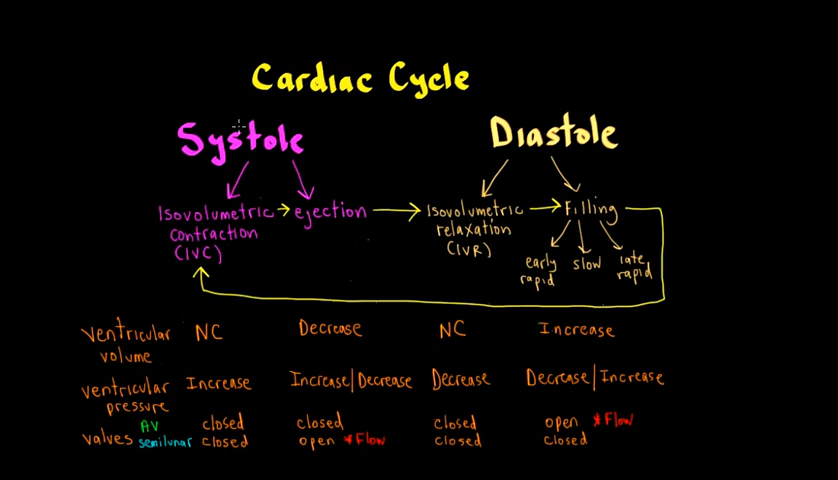 Cardiac Cycle
Systole
Diastole
Isovolumetric
contraction
(IVC)
ejection
Isovolumetric
relaxation
(IVR)
Filling
early
rapid
slow
late
rapid
ventricular
volume
NC
Decrease
NC
Increase
ventricular
pressure
Increase
Increase/Decrease
Decrease
Decrease/Increase
valves
AV
semilunar
closed
closed
closed
open *Flow
closed
closed
open *Flow
closed